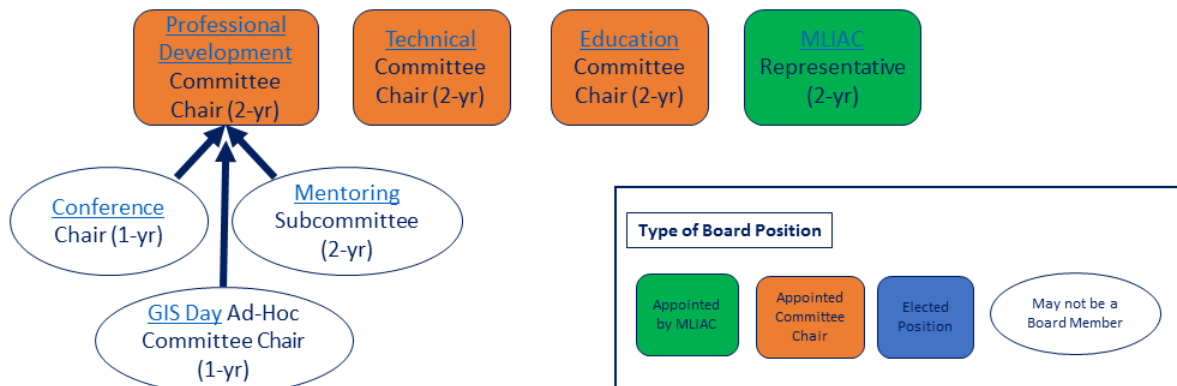 Professional
Development
Committee
Chair (2-yr)
Technical
Committee
Chair (2-yr)
Education
Committee
Chair (2-yr)
MLIAC
Representative
(2-yr)
Conference
Chair (1-yr)
Mentoring
Subcommittee
(2-yr)
GIS Day Ad-Hoc
Committee Chair
(1-yr)
Type of Board Position
Appointed
by MLIAC
Appointed
Committee
Chair
Elected
Position
May not be a
Board Member